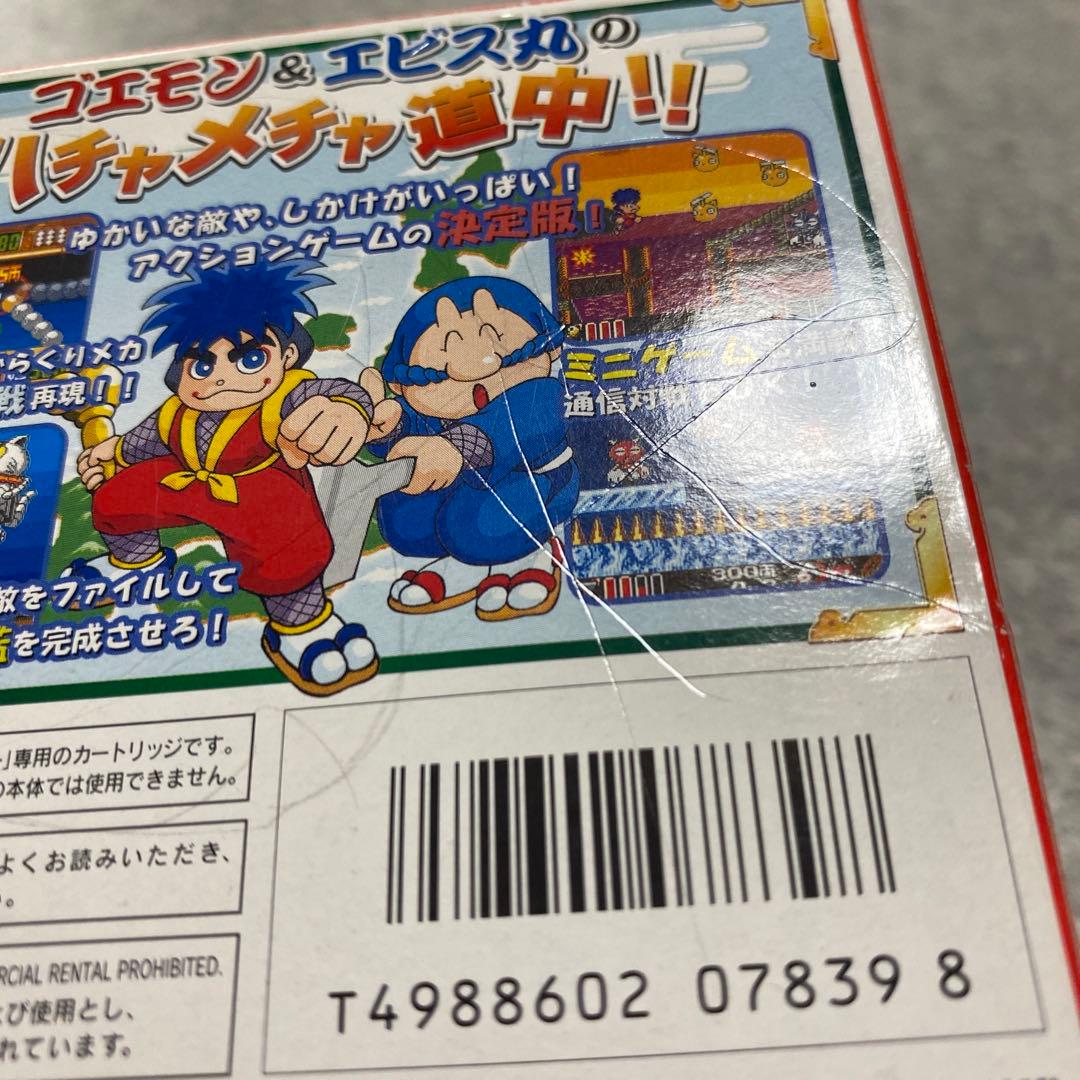 ゴエモン&エビス丸の
ハチャメチャ道中!!
ゆかいな敵や、しかけがいっぱい!
アクションゲームの決定版!
からくりメカ
戦再現!!
ミニゲーム
通信対戦
300両
敵をファイルして
を完成させろ!
」専用のカートリッジです。
の本体では使用できません。
よくお読みいただき、
。
RCIAL RENTAL PROHIBITED.
よび使用とし、
れています。
T4988602 07839 8